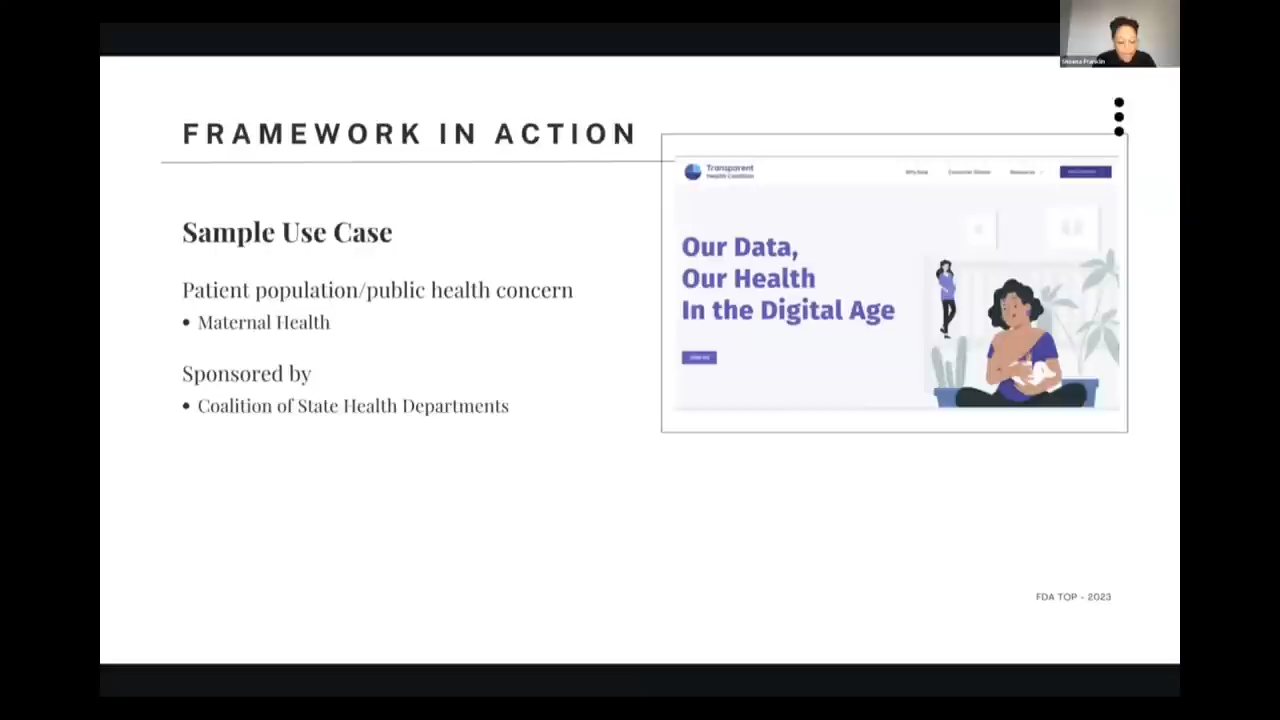 FRAMEWORK IN ACTION
Sample Use Case
Patient population/public health concern
• Maternal Health
Sponsored by
• Coalition of State Health Departments
Transparent
Health Coalition
Resources
Our Data,
Our Health
In the Digital Age
FDA TOP - 2023